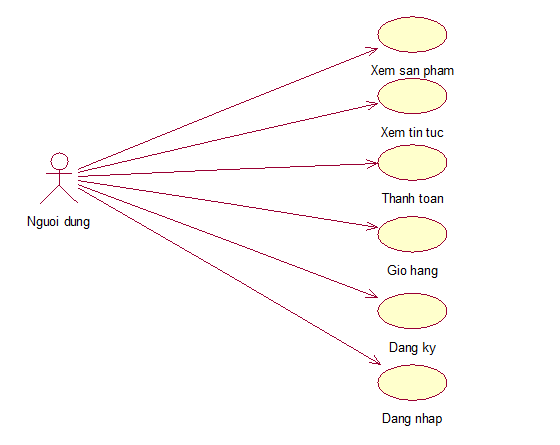 Xem san pham
Xem tin tuc
Thanh toan
Nguoi dung
Gio hang
Dang ky
Dang nhap